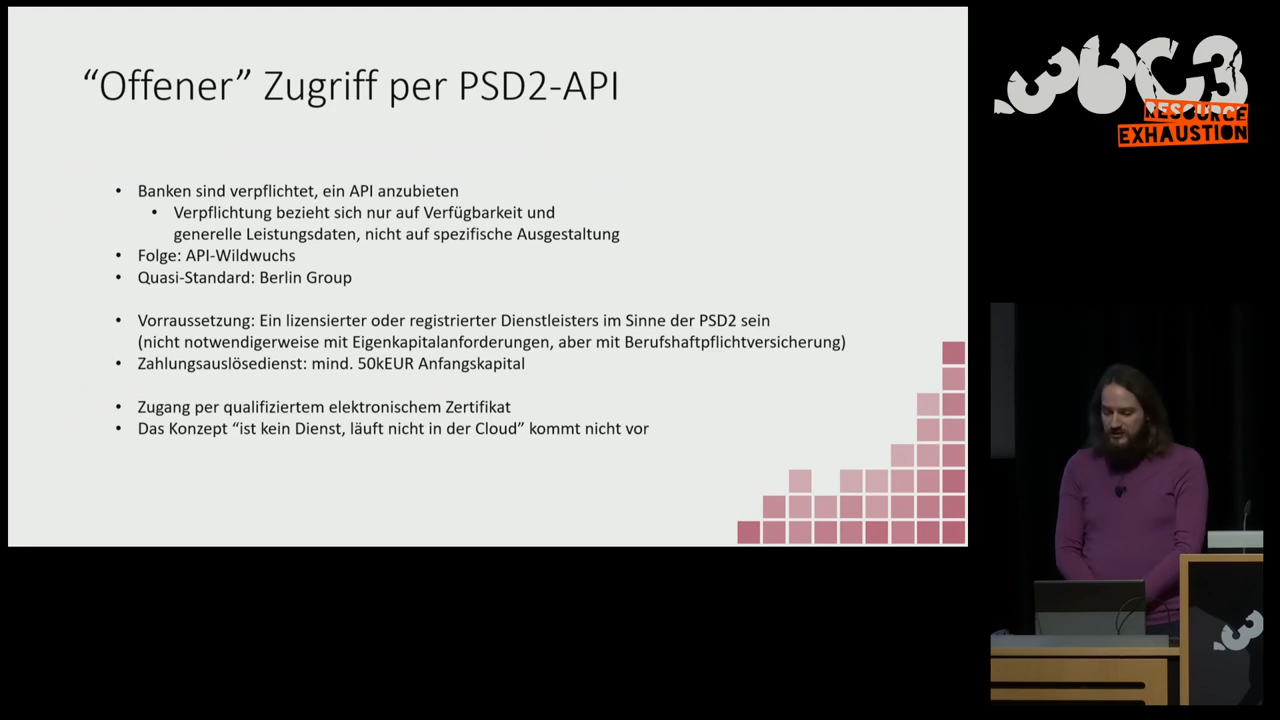 “Offener” Zugriff per PSD2-API
• Banken sind verpflichtet, ein API anzubieten
• Verpflichtung bezieht sich nur auf Verfügbarkeit und
generelle Leistungsdaten, nicht auf spezifische Ausgestaltung
• Folge: API-Wildwuchs
• Quasi-Standard: Berlin Group
• Vorraussetzung: Ein lizensierter oder registrierter Dienstleisters im Sinne der PSD2 sein
(nicht notwendigerweise mit Eigenkapitalanforderungen, aber mit Berufshaftpflichtversicherung)
• Zahlungsauslösedienst: mind. 50kEUR Anfangskapital
• Zugang per qualifiziertem elektronischem Zertifikat
• Das Konzept “ist kein Dienst, läuft nicht in der Cloud” kommt nicht vor
36C3
RESOURCE
EXHAUSTION